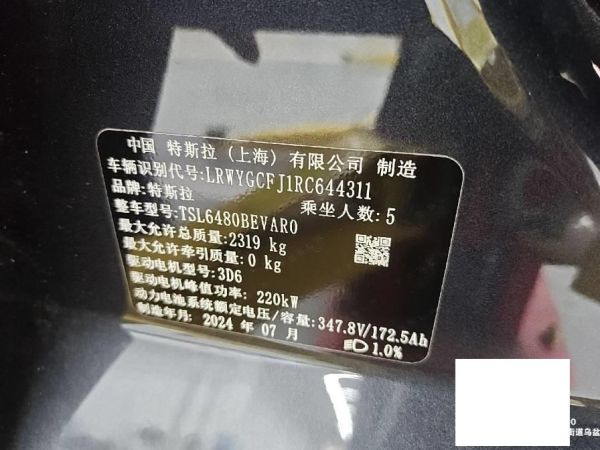 中国 特斯拉 (上海) 有限公司 制造
车辆识别代号:LRWYGCFJ1RC644311
品牌:特斯拉 乘坐人数:5
整车型号:TSL6480BEVAR0
最大允许总质量:2319 kg
最大允许牵引质量:0 kg
驱动电机型号:3D6
驱动电机峰值功率: 220kW
动力电池系统额定电压/容量:347.8V/172.5Ah
制造年月: 2024 年 07 月
1.0%
街道乌盆